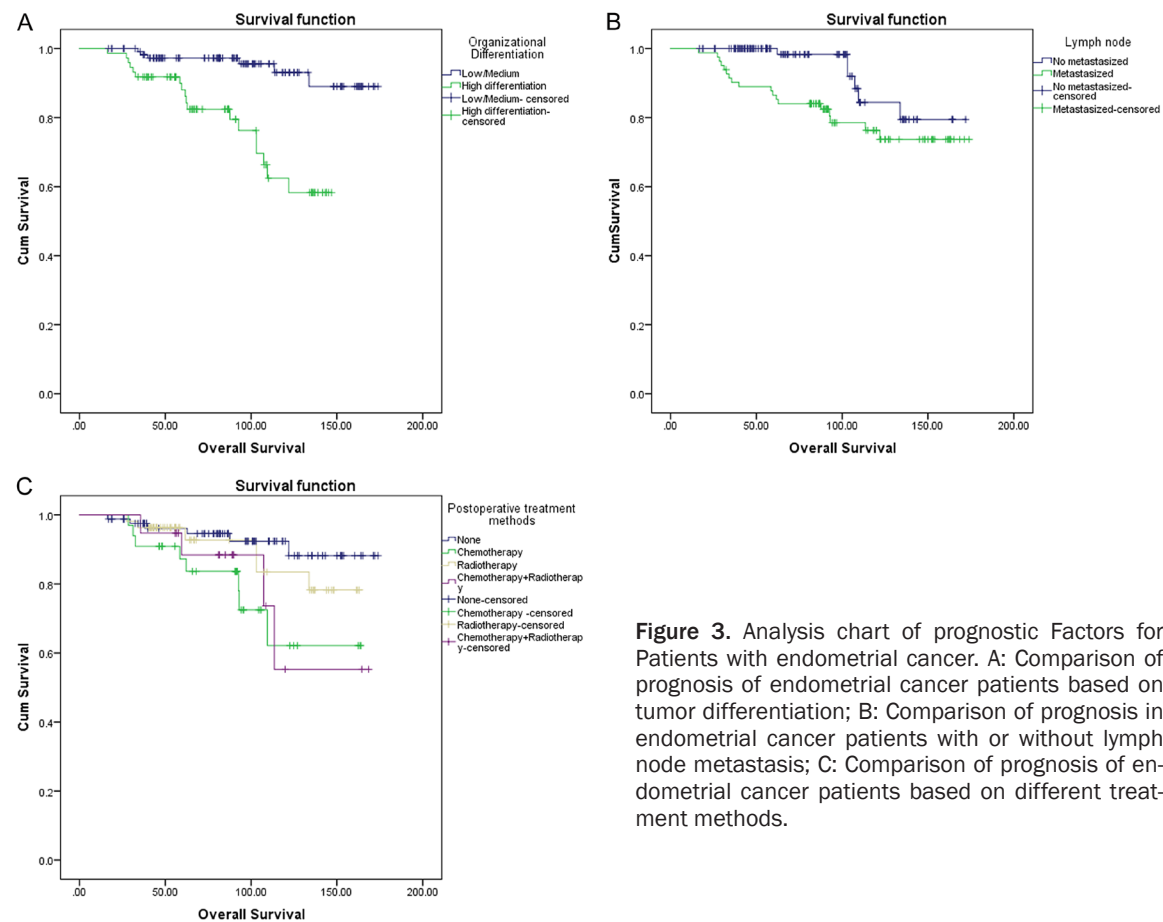 A
Survival function
Cum Survival
1.0
0.8
0.6
0.4
0.2
0.0
.00 50.00 100.00 150.00 200.00
Overall Survival
Organizational
Differentiation
Low/Medium
High differentiation
Low/Medium- censored
High differentiation-
censored
B
Survival function
CumSurvival
1.0
0.8
0.6
0.4
0.2
0.0
.00 50.00 100.00 150.00 200.00
Overall Survival
Lymph node
No metastasized
Metastasized
No metastasized-
censored
Metastasized-censored
C
Survival function
Cum Survival
1.0
0.8
0.6
0.4
0.2
0.0
.00 50.00 100.00 150.00 200.00
Overall Survival
Postoperative treatment
methods
None
Chemotherapy
Radiotherapy
Chemotherapy+Radiotherap
y
None-censored
Chemotherapy -censored
Radiotherapy-censored
Chemotherapy+Radiotherap
y-censored
Figure 3. Analysis chart of prognostic Factors for
Patients with endometrial cancer. A: Comparison of
prognosis of endometrial cancer patients based on
tumor differentiation; B: Comparison of prognosis in
endometrial cancer patients with or without lymph
node metastasis; C: Comparison of prognosis of en-
dometrial cancer patients based on different treat-
ment methods.